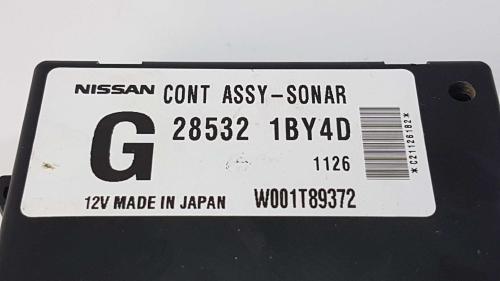 NISSAN CONT ASSY-SONAR
G 28532 1BY4D
1126
12V MADE IN JAPAN W001T89372
*C21126182*